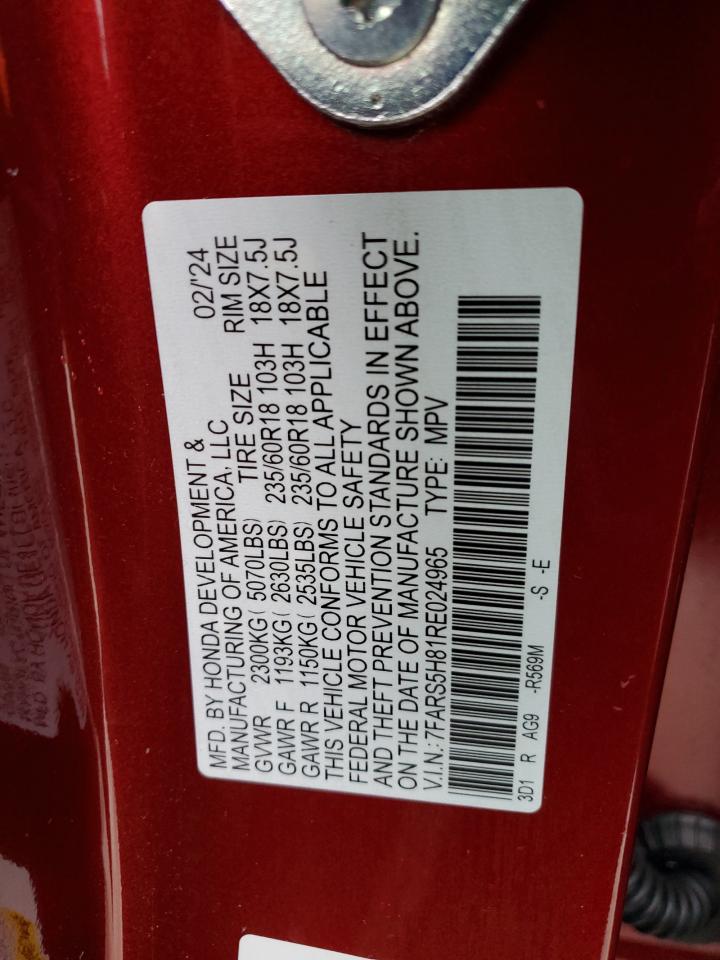 MFD. BY HONDA DEVELOPMENT & 02/'24
MANUFACTURING OF AMERICA, LLC
GVWR 2300KG( 5070LBS) TIRE SIZE RIM SIZE
GAWR F 1193KG( 2630LBS) 235/60R18 103H 18X7.5J
GAWR R 1150KG( 2535LBS) 235/60R18 103H 18X7.5J
THIS VEHICLE CONFORMS TO ALL APPLICABLE
FEDERAL MOTOR VEHICLE SAFETY
AND THEFT PREVENTION STANDARDS IN EFFECT
ON THE DATE OF MANUFACTURE SHOWN ABOVE.
V.I.N.: 7FARS5H81RE024965 TYPE: MPV
3D1 R AG9 -R569M -S -E